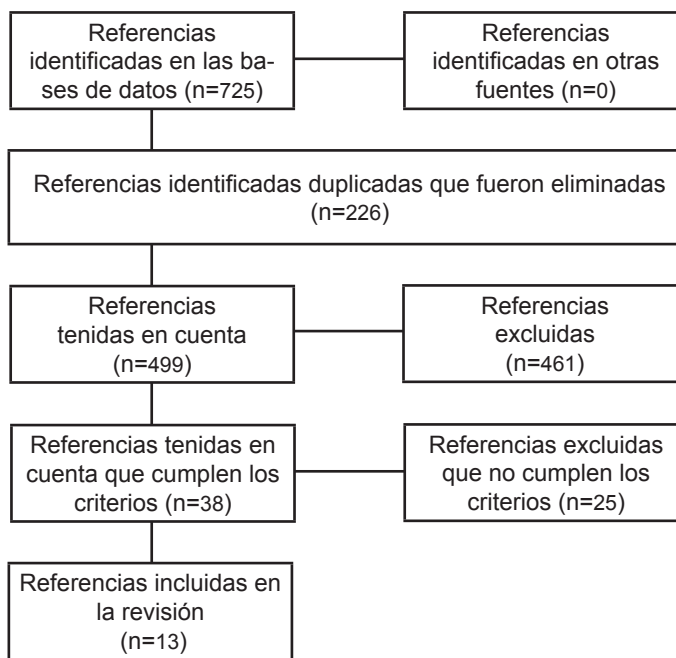 Referencias
identificadas en las ba-
ses de datos (n=725)
Referencias
identificadas en otras
fuentes (n=0)
Referencias identificadas duplicadas que fueron eliminadas
(n=226)
Referencias
tenidas en cuenta
(n=499)
Referencias
excluidas
(n=461)
Referencias tenidas en
cuenta que cumplen los
criterios (n=38)
Referencias excluidas
que no cumplen los
criterios (n=25)
Referencias incluidas en
la revisión
(n=13)